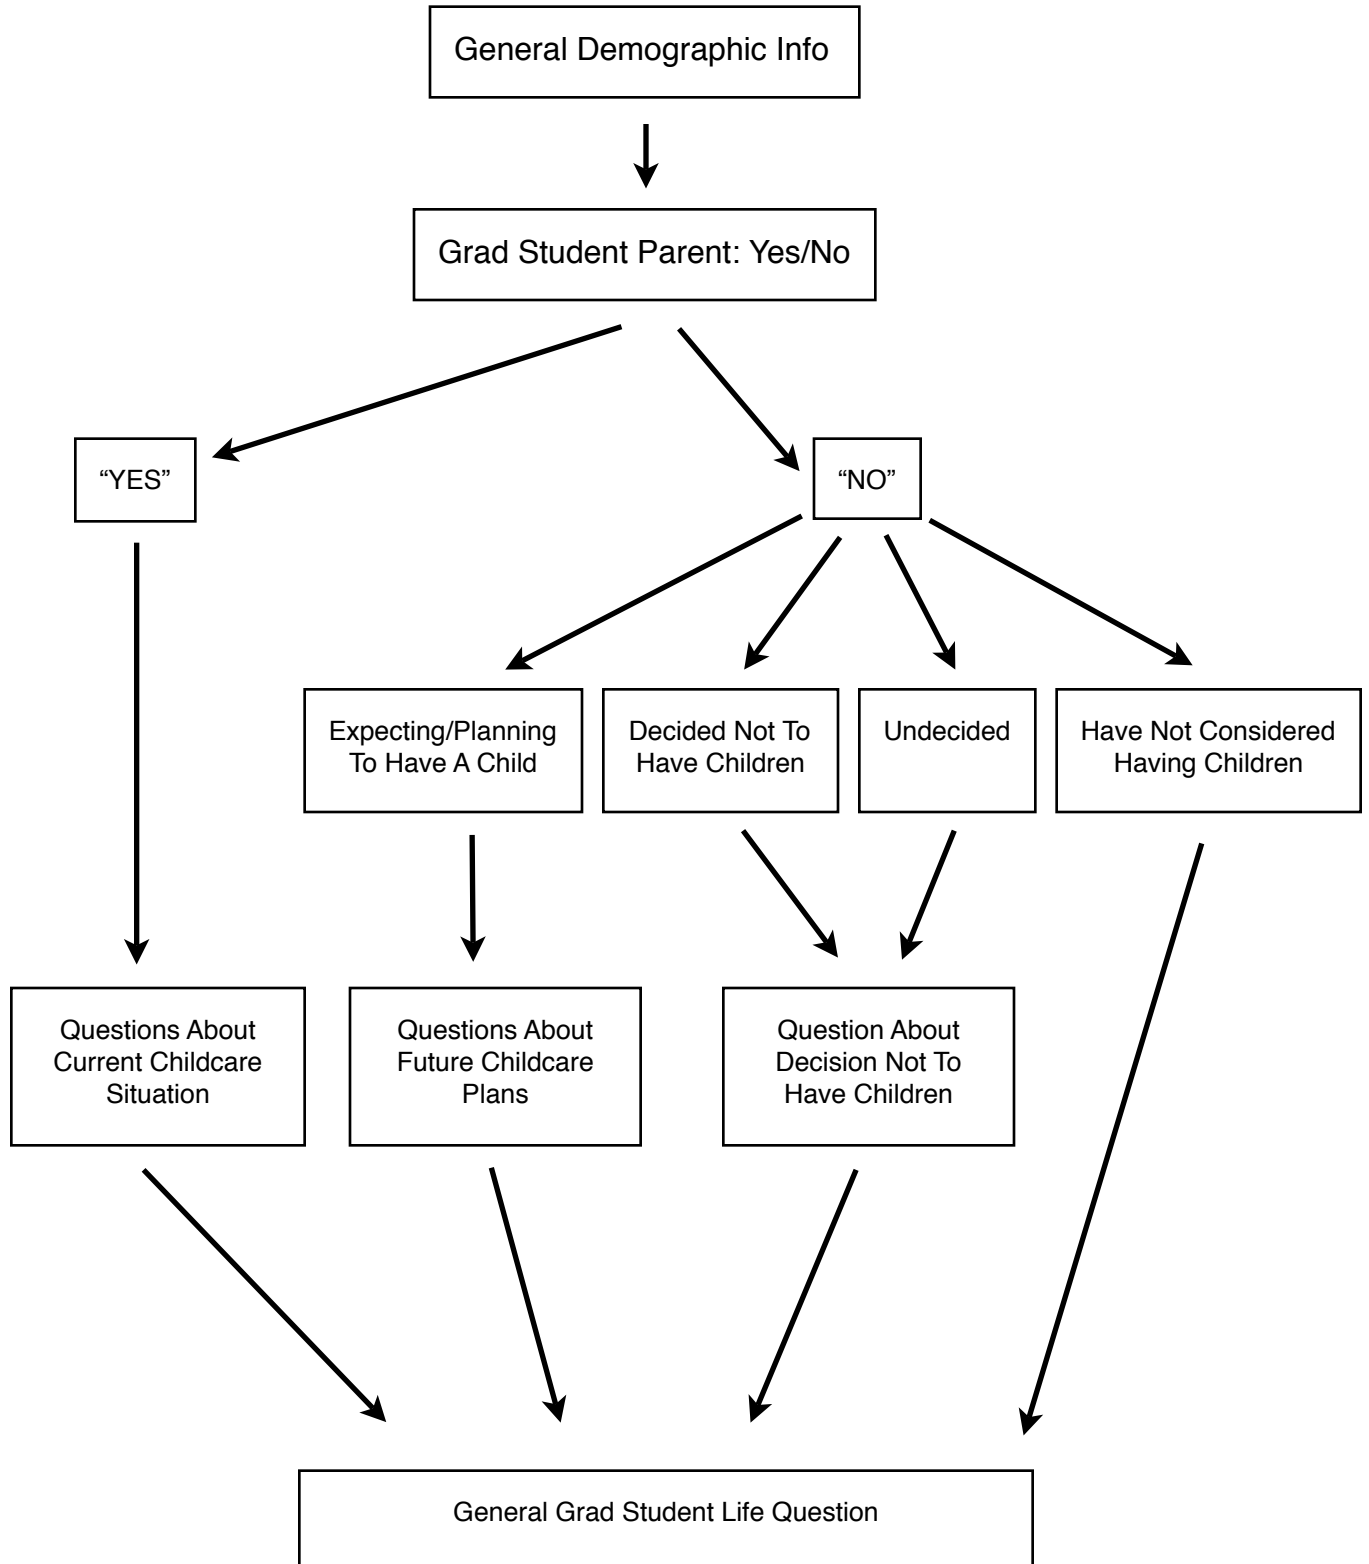 General Demographic Info
Grad Student Parent: Yes/No
“YES”
“NO”
Expecting/Planning
To Have A Child
Decided Not To
Have Children
Undecided
Have Not Considered
Having Children
Questions About
Current Childcare
Situation
Questions About
Future Childcare
Plans
Question About
Decision Not To
Have Children
General Grad Student Life Question